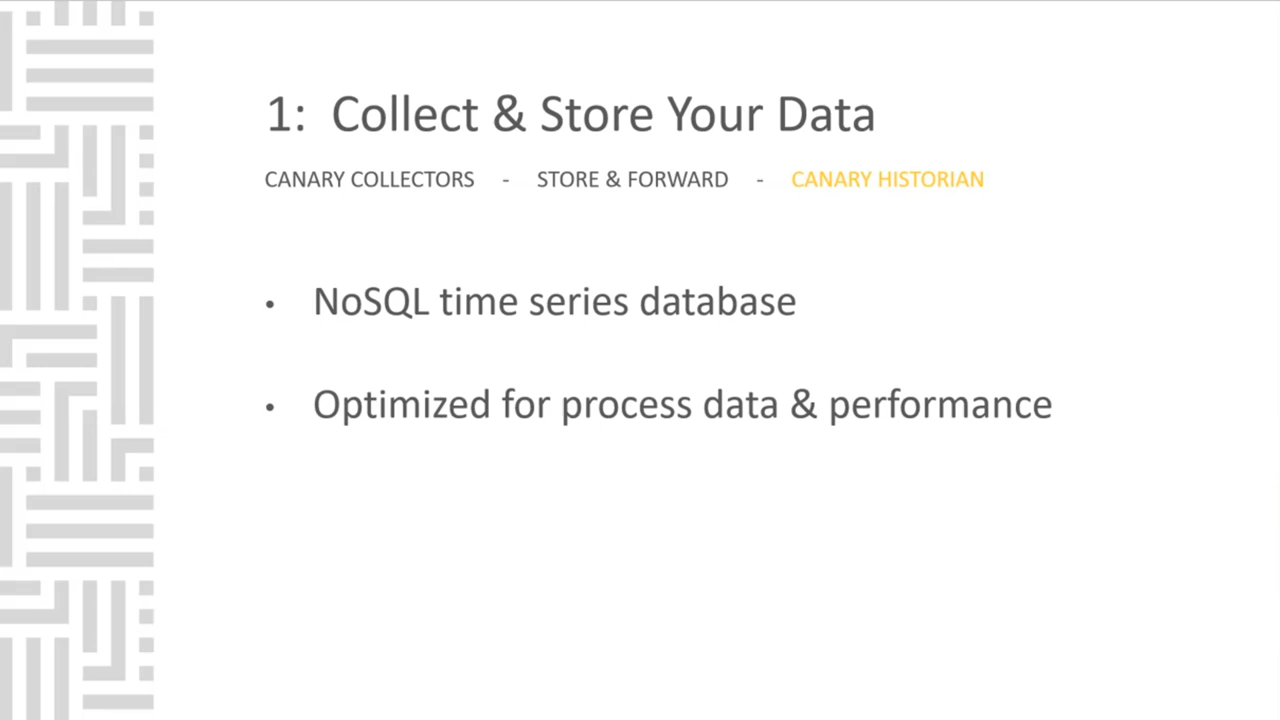 1: Collect & Store Your Data
CANARY COLLECTORS - STORE & FORWARD - CANARY HISTORIAN
• NoSQL time series database
• Optimized for process data & performance